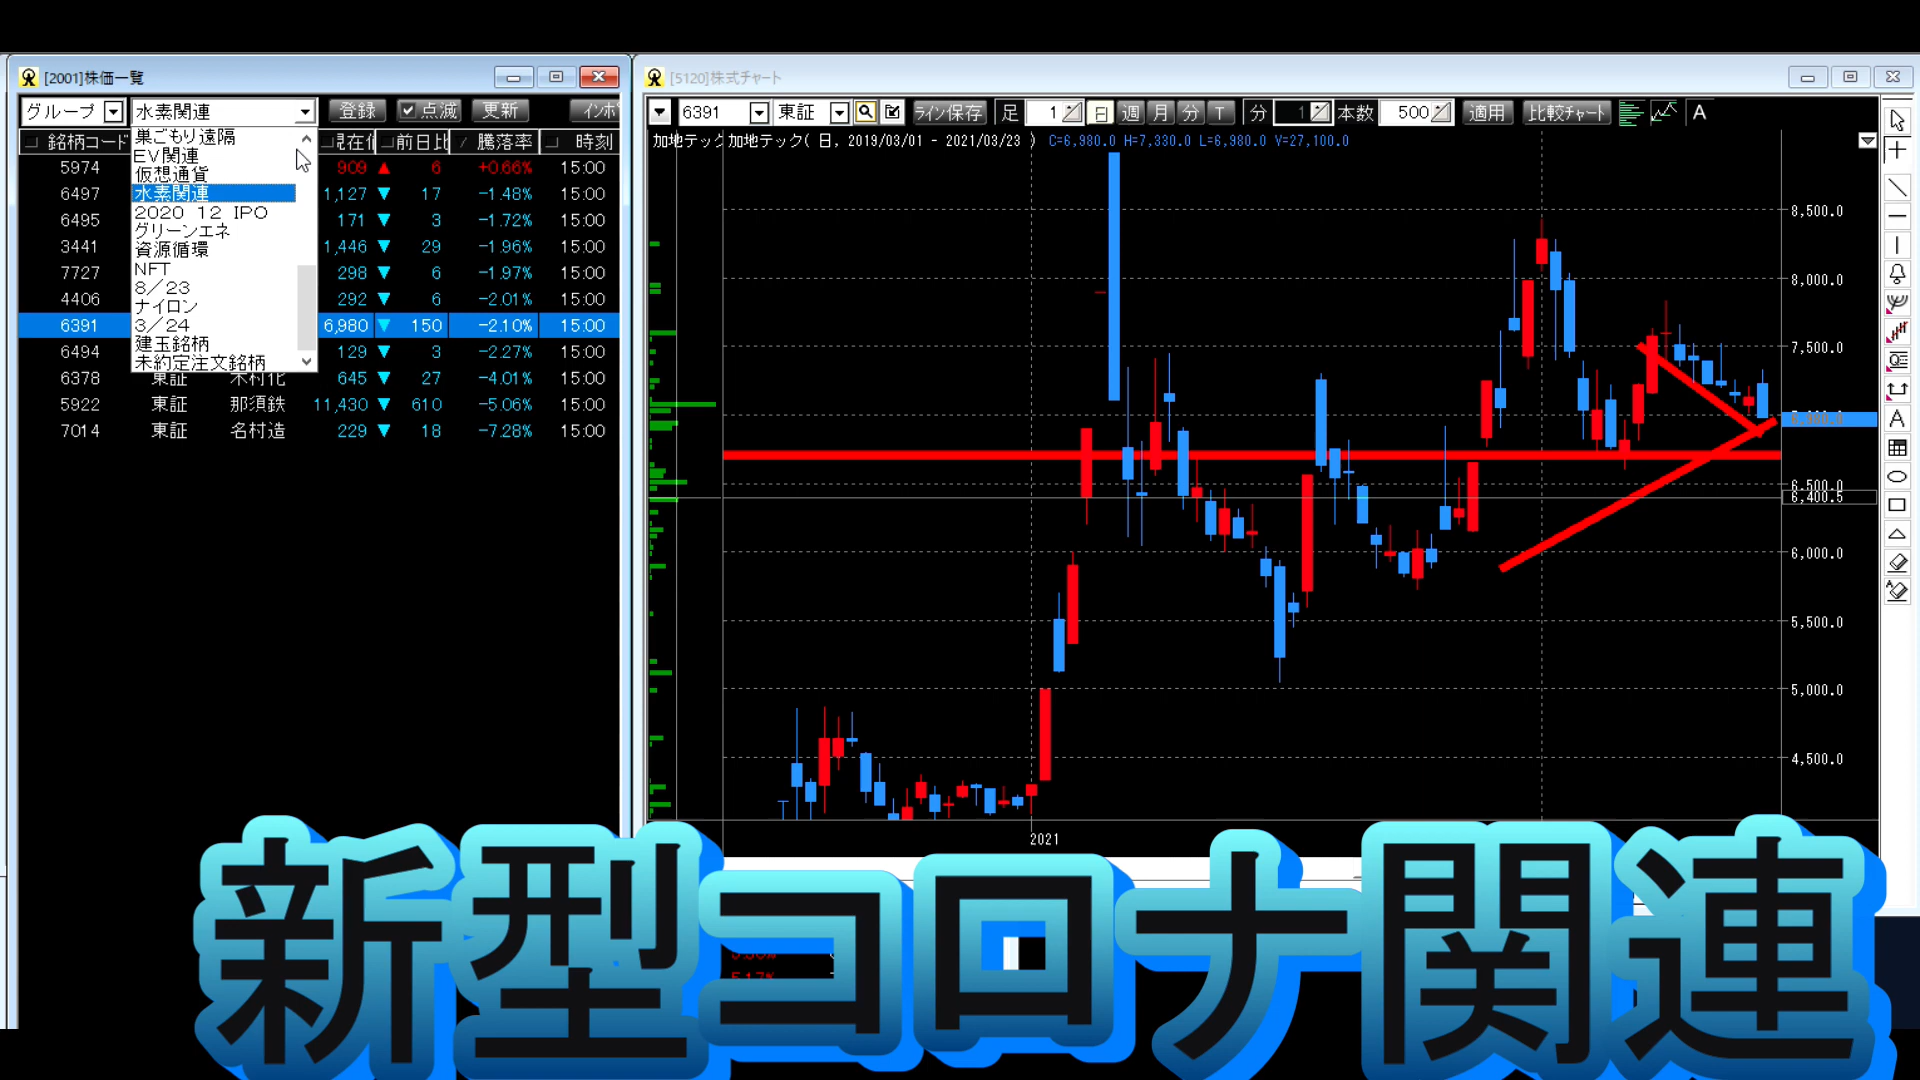 [2001]株価一覧
グループ 水素関連 登録 点滅 更新
銘柄コード 前日比 騰落率 時刻
巣ごもり遠隔
EV関連
仮想通貨
水素関連
2020 12 IPO
グリーンエネ
資源循環
NFT
8/23
ナイロン
3/24
建玉銘柄
未約定注文銘柄
5974 909 ▲ 6 +0.66% 15:00
6497 1,127 ▼ 17 -1.48% 15:00
6495 171 ▼ 3 -1.72% 15:00
3441 1,446 ▼ 29 -1.96% 15:00
7727 298 ▼ 6 -1.97% 15:00
4406 292 ▼ 6 -2.01% 15:00
6391 6,980 ▼ 150 -2.10% 15:00
6494 129 ▼ 3 -2.27% 15:00
6378 東証 木村化 645 ▼ 27 -4.01% 15:00
5922 東証 那須鉄 11,430 ▼ 610 -5.06% 15:00
7014 東証 名村造 229 ▼ 18 -7.28% 15:00
[5120]株式チャート
6391 東証 ライン保存 足 1 日 週 月 分 T 分 1 本数 500 適用 比較チャート A
加地テック 加地テック( 日, 2019/03/01 - 2021/03/23 ) C=6,980.0 H=7,330.0 L=6,980.0 V=27,100.0
8,500.0
8,000.0
7,500.0
6,500.0
6,400.5
6,000.0
5,500.0
5,000.0
4,500.0
2021
A
新型コロナ関連